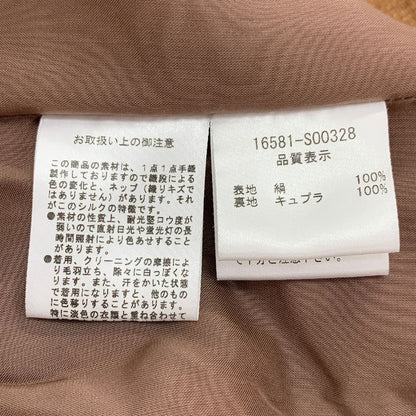 お取扱い上の御注意
この商品の素材は、１点１点手織
製作しておりますので織段による
色の変化と、ネップ（織りキズで
はありません）があります。それ
がこのシルクの特徴です。
●素材の性質上、耐光堅ロウ度が
弱いので直射日光や蛍光灯の長
時間照射により色あせすること
があります。
●着用、クリーニングの摩擦によ
り毛羽立ち、除々に白っぽくな
ります。また、汗をかいた状態
で着用になりますと、他のもの
に色移りすることがあります。
特に淡色の衣類と重ね合わせて
16581-S00328
品質表示
表地 絹 100%
裏地 キュプラ 100%
で十分ご注意下さい。